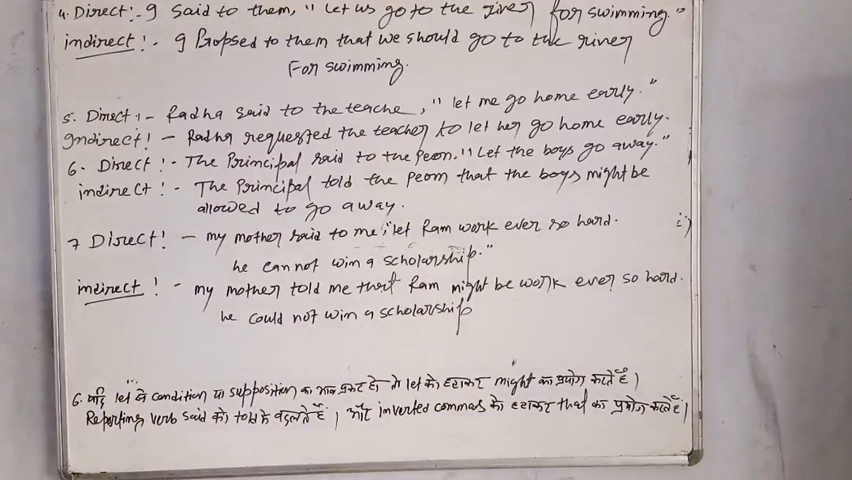 4. Direct:- I said to them, "Let us go to the river for swimming."
indirect!- I Propsed to them that we should go to the river
For swimming.
5. Direct:- Radha said to the teache, "let me go home early."
Indirect! - Radha requested the teacher to let her go home early.
6. Direct!- The Principal said to the Peon, "Let the boys go away."
indirect!- The Principal told the Peon that the boys might be
allowed to go away.
7 Direct! - my mother said to me, "let Ram work ever so hard.
he cannot win a scholarship."
indirect! - my mother told me that Ram might be work ever so hard.
he could not win a scholarship
6. यदि let से condition या supposition का भाव प्रकट हो तो let को हटाकर might का प्रयोग करते हैं।
Reporting verb said को told मे बदलते हैं। और inverted commas को हटाकर that का प्रयोग करते हैं।